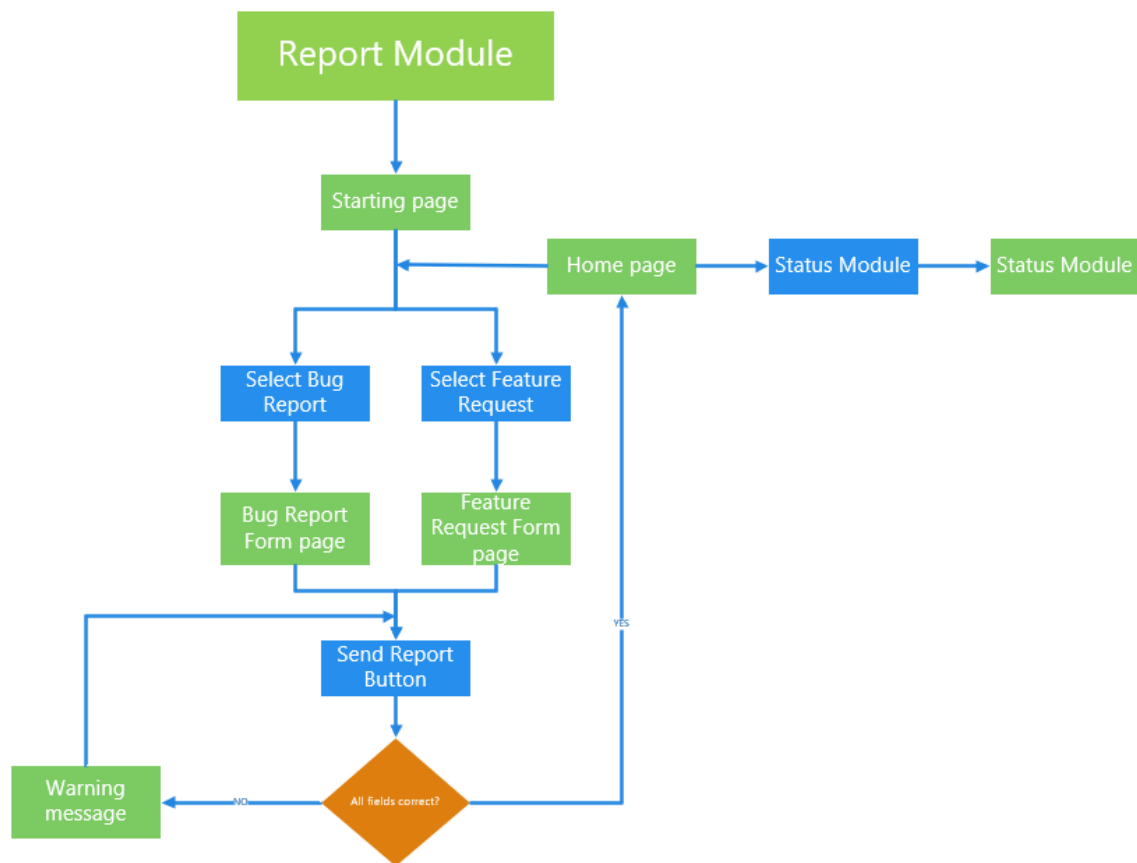 Report Module
Starting page
Home page
Status Module
Status Module
Select Bug
Report
Select Feature
Request
Bug Report
Form page
Feature
Request Form
page
YES
Send Report
Button
Warning
message
NO
All fields correct?